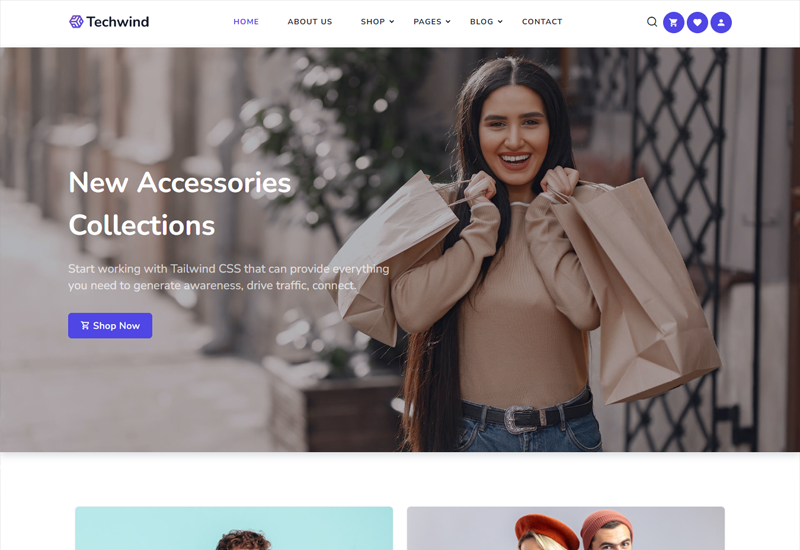 Techwind
HOME
ABOUT US
SHOP
PAGES
BLOG
CONTACT
New Accessories
Collections
Start working with Tailwind CSS that can provide everything
you need to generate awareness, drive traffic, connect.
Shop Now